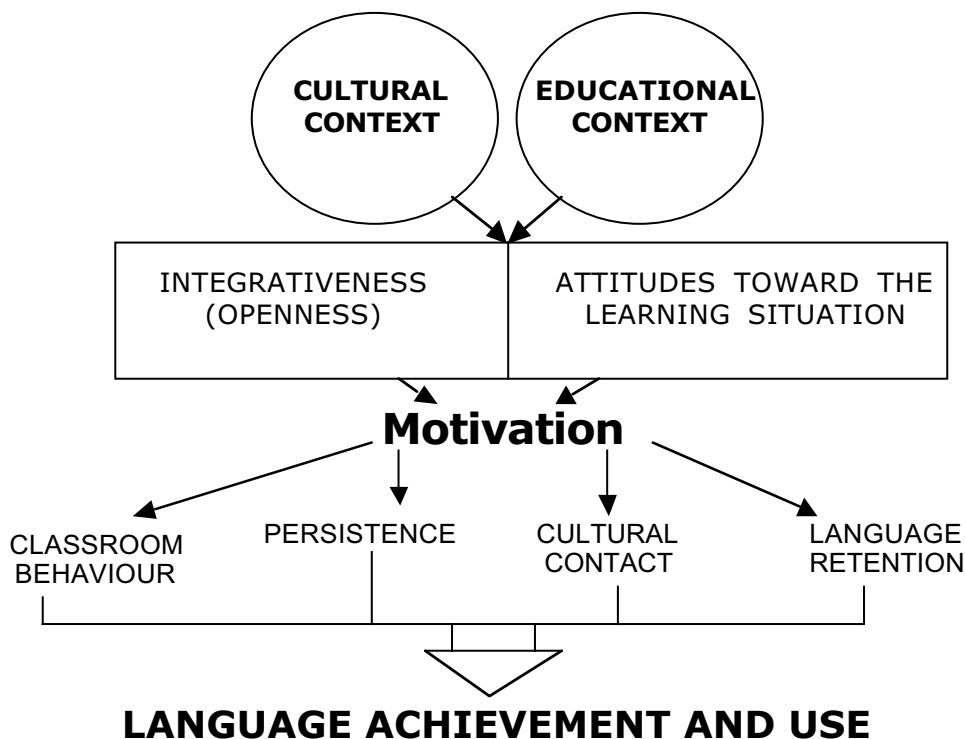 CULTURAL
CONTEXT
EDUCATIONAL
CONTEXT
INTEGRATIVENESS
(OPENNESS)
ATTITUDES TOWARD THE
LEARNING SITUATION
Motivation
CLASSROOM
BEHAVIOUR
PERSISTENCE
CULTURAL
CONTACT
LANGUAGE
RETENTION
LANGUAGE ACHIEVEMENT AND USE